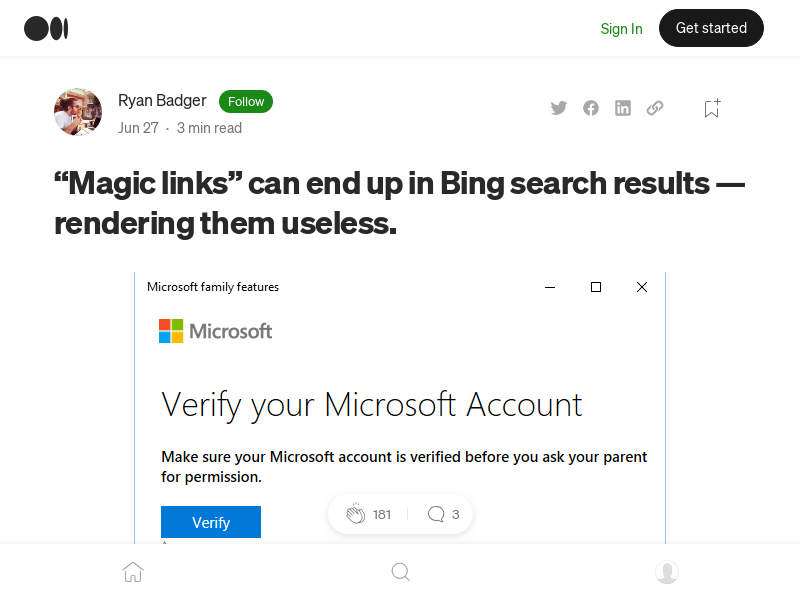 Sign In
Get started
Ryan Badger
Follow
Jun 27 · 3 min read
“Magic links” can end up in Bing search results —
rendering them useless.
Microsoft family features
Microsoft
Verify your Microsoft Account
Make sure your Microsoft account is verified before you ask your parent
for permission.
Verify
181
3